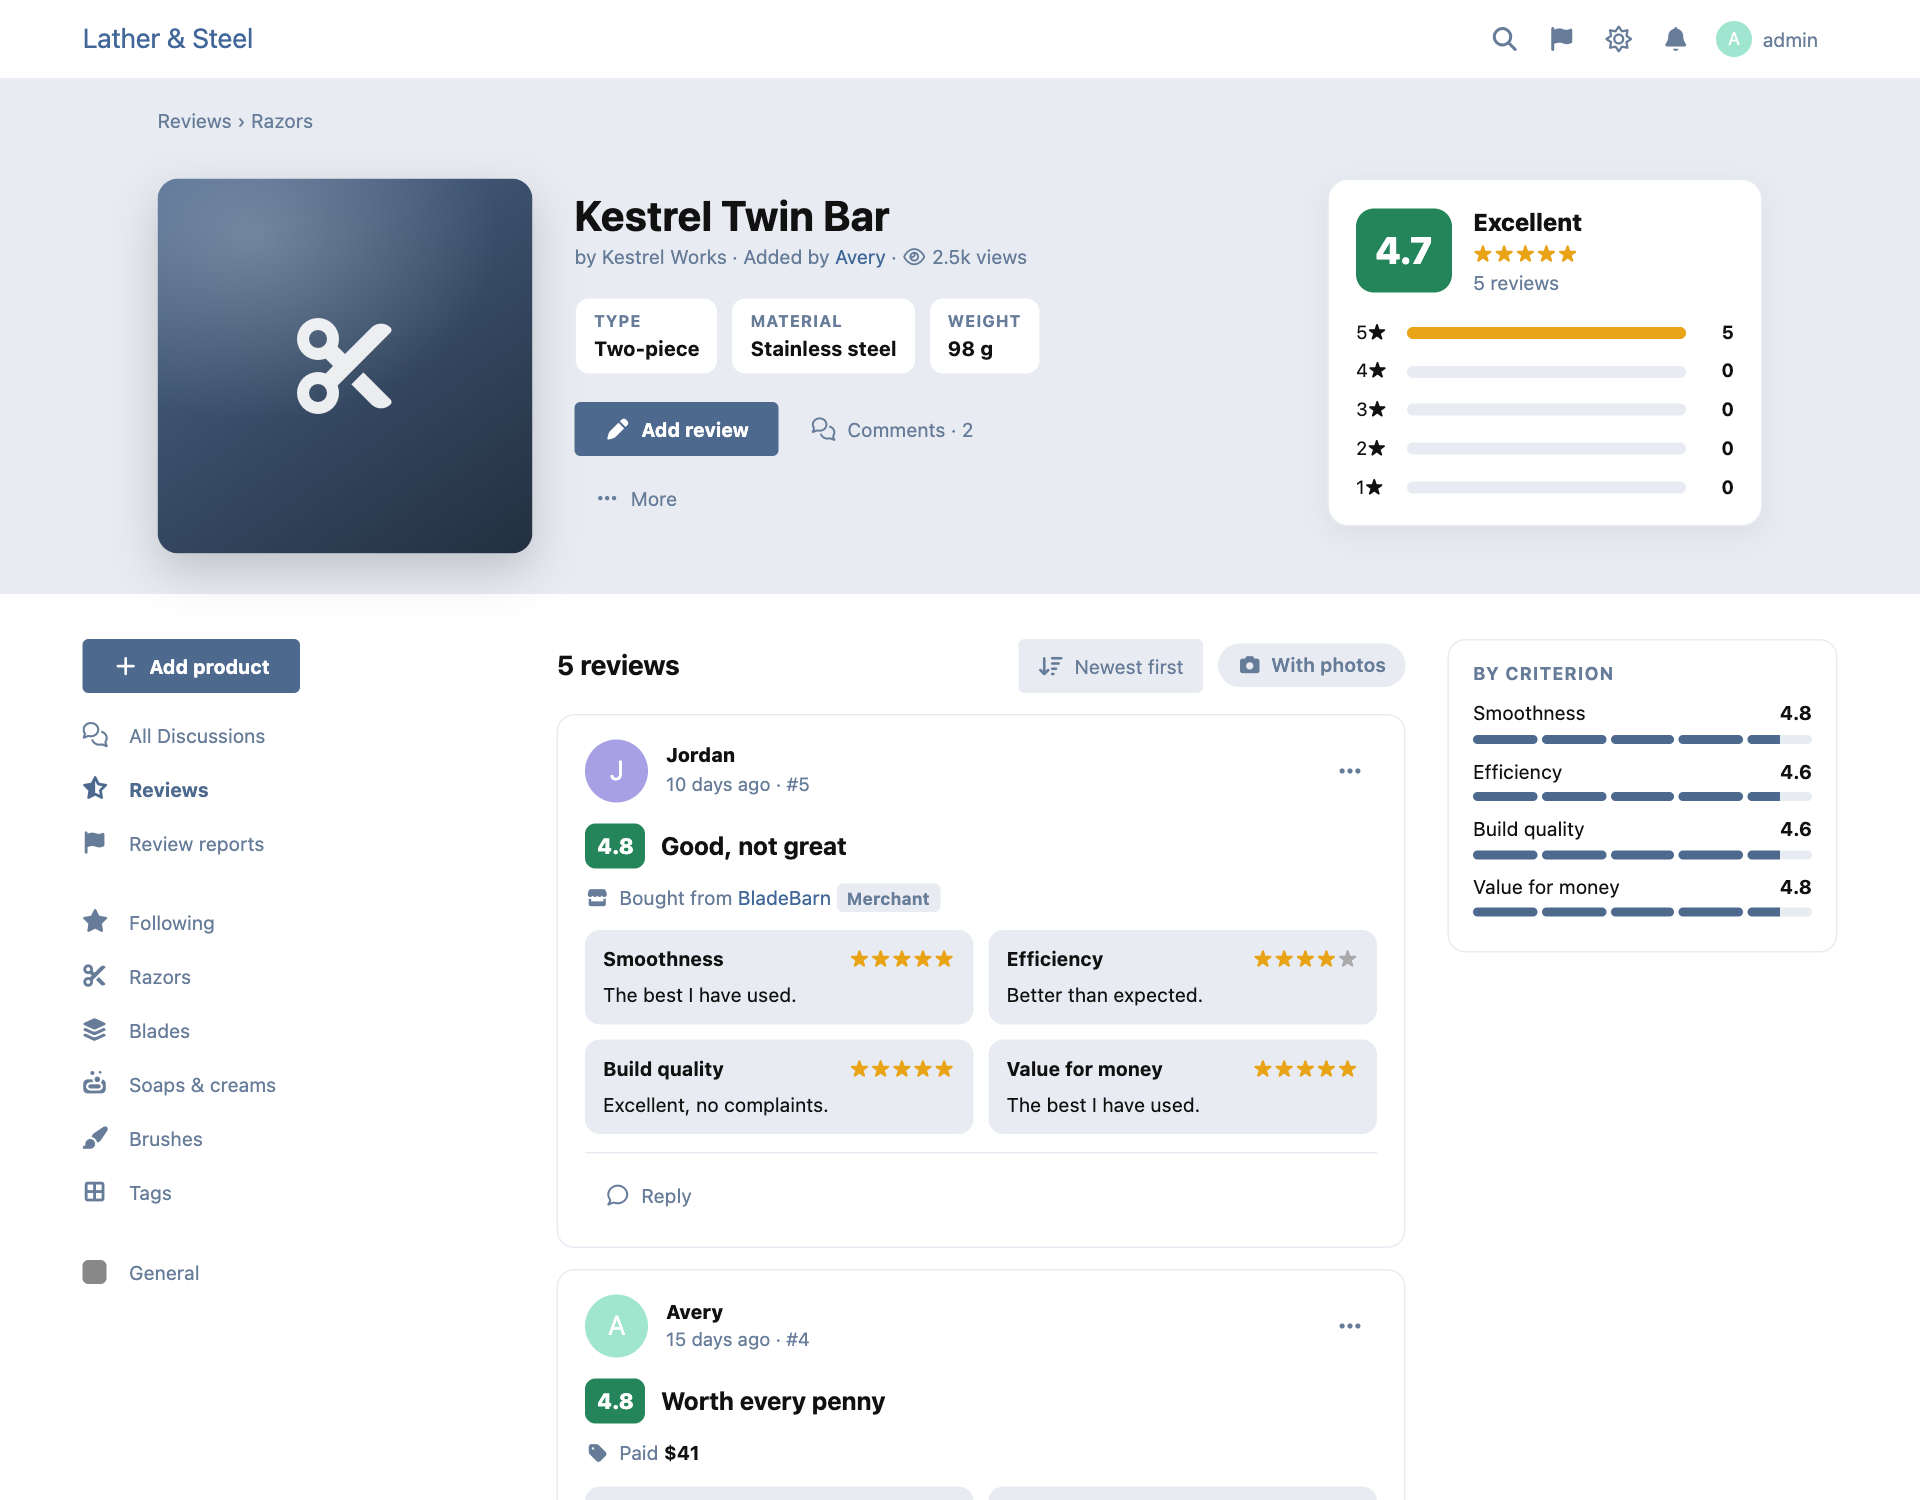 Lather & Steel
A admin
Reviews › Razors
Kestrel Twin Bar
by Kestrel Works · Added by Avery · 2.5k views
TYPE
Two-piece
MATERIAL
Stainless steel
WEIGHT
98 g
Add review
Comments · 2
More
4.7
Excellent
5 reviews
5 5
4 0
3 0
2 0
1 0
Add product
All Discussions
Reviews
Review reports
Following
Razors
Blades
Soaps & creams
Brushes
Tags
General
5 reviews
Newest first
With photos
J
Jordan
10 days ago · #5
4.8 Good, not great
Bought from BladeBarn Merchant
Smoothness
The best I have used.
Efficiency
Better than expected.
Build quality
Excellent, no complaints.
Value for money
The best I have used.
Reply
A
Avery
15 days ago · #4
4.8 Worth every penny
Paid $41
BY CRITERION
Smoothness 4.8
Efficiency 4.6
Build quality 4.6
Value for money 4.8